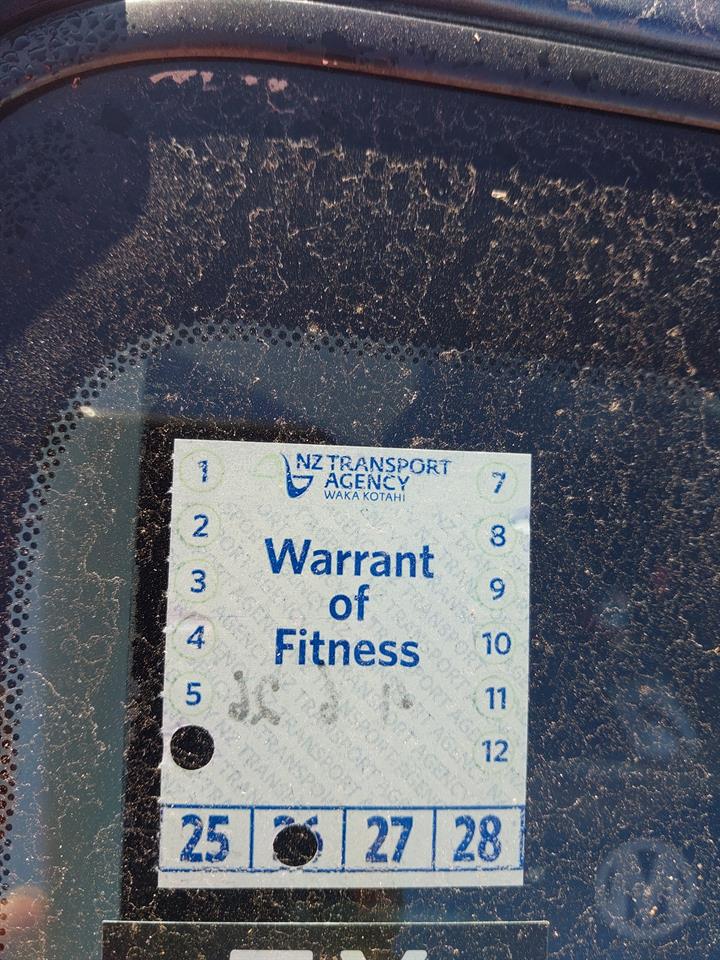 NZ TRANSPORT
AGENCY
WAKA KOTAHI
Warrant
of
Fitness
1
2
3
4
5
7
8
9
10
11
12
25 26 27 28